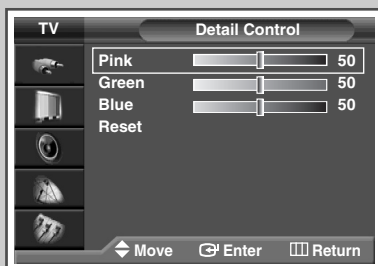 TV Detail Control
Pink 50
Green 50
Blue 50
Reset
Move Enter Return